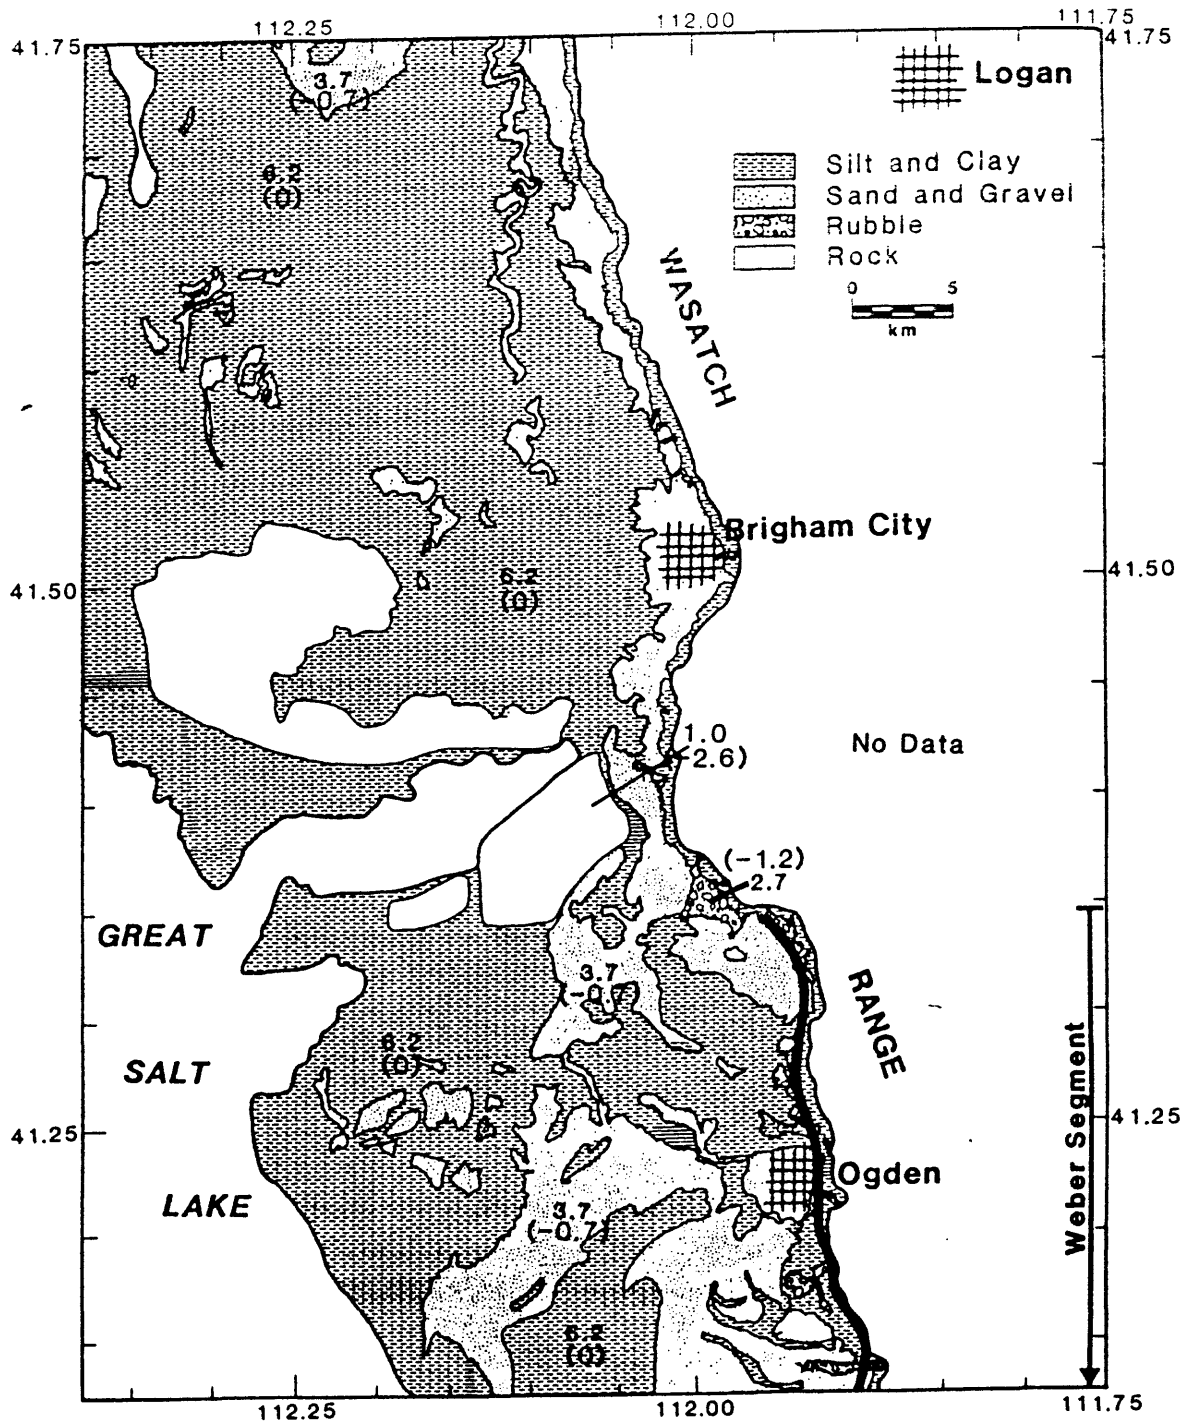 112.25 112.00 111.75
41.75 41.75
Logan
3.7
(-0.7)
Silt and Clay
Sand and Gravel
Rubble
Rock
0 5
km
6.2
(0)
WASATCH
Brigham City
41.50 41.50
6.2
(0)
1.0
2.6)
No Data
(-1.2)
2.7
GREAT
3.7
(-0.7)
RANGE
SALT
6.2
(0)
Weber Segment
41.25 41.25
Ogden
LAKE
3.7
(-0.7)
6.2
(0)
112.25 112.00 111.75